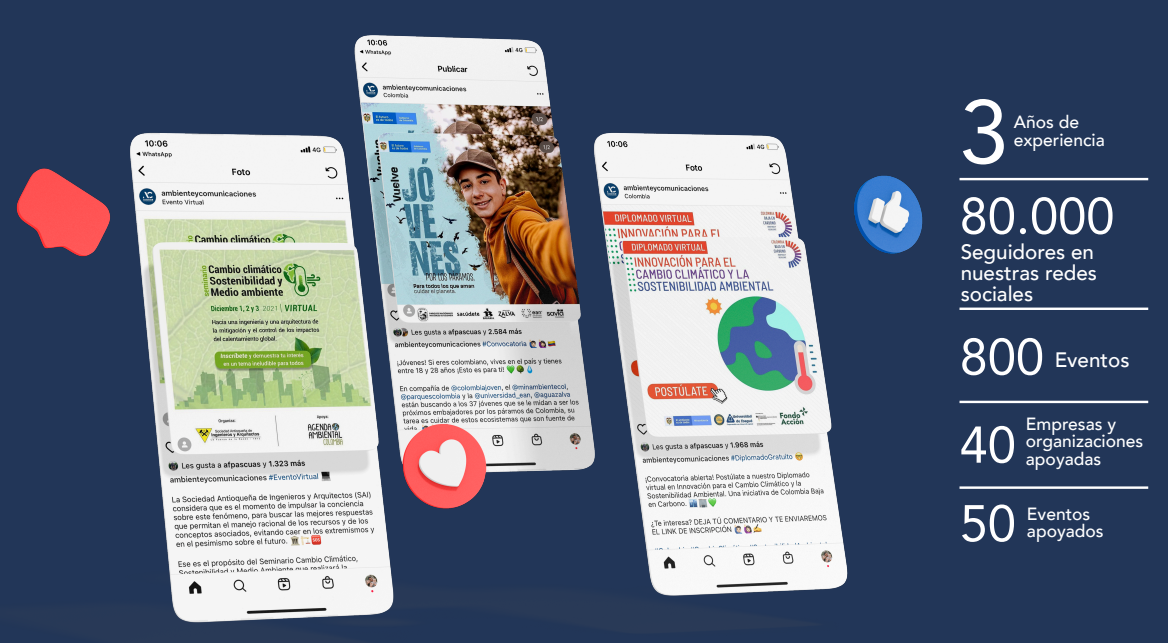 10:06
WhatsApp
4G
Foto
ambienteycomunicaciones
Evento Virtual
Cambio climático
seminario
Cambio climático
Sostenibilidad y
Medio ambiente
Diciembre 1, 2 y 3 2021 | VIRTUAL
Hacia una ingeniería y una arquitectura de
la mitigación y el control de los impactos
del calentamiento global.
Inscríbete y demuestra tu interés
en un tema ineludible para todos
Organiza:
Sociedad Antioqueña de
Ingenieros y Arquitectos
Apoya:
AGENDA
AMBIENTAL
COLOMBIA
Les gusta a afpascuas y 1.323 más
ambienteycomunicaciones #EventoVirtual
La Sociedad Antioqueña de Ingenieros y Arquitectos (SAI)
considera que es el momento de impulsar la conciencia
sobre este fenómeno, para buscar las mejores respuestas
que permitan el manejo racional de los recursos y de los
conceptos asociados, evitando caer en los extremismos y
en el pesimismo sobre el futuro.
Ese es el propósito del Seminario Cambio Climático,
Sostenibilidad y Medio Ambiente que realizará la
10:06
WhatsApp
4G
Publicar
ambienteycomunicaciones
Colombia
1/2
1/2
Vuelve
Vuelve
JÓVENES
POR LOS PÁRAMOS.
Para todos los que aman
cuidar el planeta.
saúdete
ZALVA
Les gusta a afpascuas y 2.584 más
ambienteycomunicaciones #Convocatoria
¡Jóvenes! Si eres colombiano, vives en el país y tienes
entre 18 y 28 años ¡Esto es para ti!
En compañía de @colombiajoven, el @minambientecol,
@parquescolombia y la @universidad_ean, @aguazalva
están buscando a los 37 jóvenes que se le midan a ser los
próximos embajadores por los páramos de Colombia, su
tarea es cuidar de estos ecosistemas que son fuente de
vida.
10:06
4G
Foto
ambienteycomunicaciones
Colombia
DIPLOMADO VIRTUAL
INNOVACIÓN PARA EL
DIPLOMADO VIRTUAL
INNOVACIÓN PARA EL
CAMBIO CLIMÁTICO Y LA
SOSTENIBILIDAD AMBIENTAL
POSTÚLATE
Universidad
de Ibagué
Fondo
Acción
Les gusta a afpascuas y 1.968 más
ambienteycomunicaciones #DiplomadoGratuito
¡Convocatoria abierta! Postúlate a nuestro Diplomado
virtual en Innovación para el Cambio Climático y la
Sostenibilidad Ambiental. Una iniciativa de Colombia Baja
en Carbono.
¿Te interesa? DEJA TÚ COMENTARIO Y TE ENVIAREMOS
EL LINK DE INSCRIPCIÓN
3
Años de
experiencia
80.000
Seguidores en
nuestras redes
sociales
800 Eventos
40
Empresas y
organizaciones
apoyadas
50
Eventos
apoyados